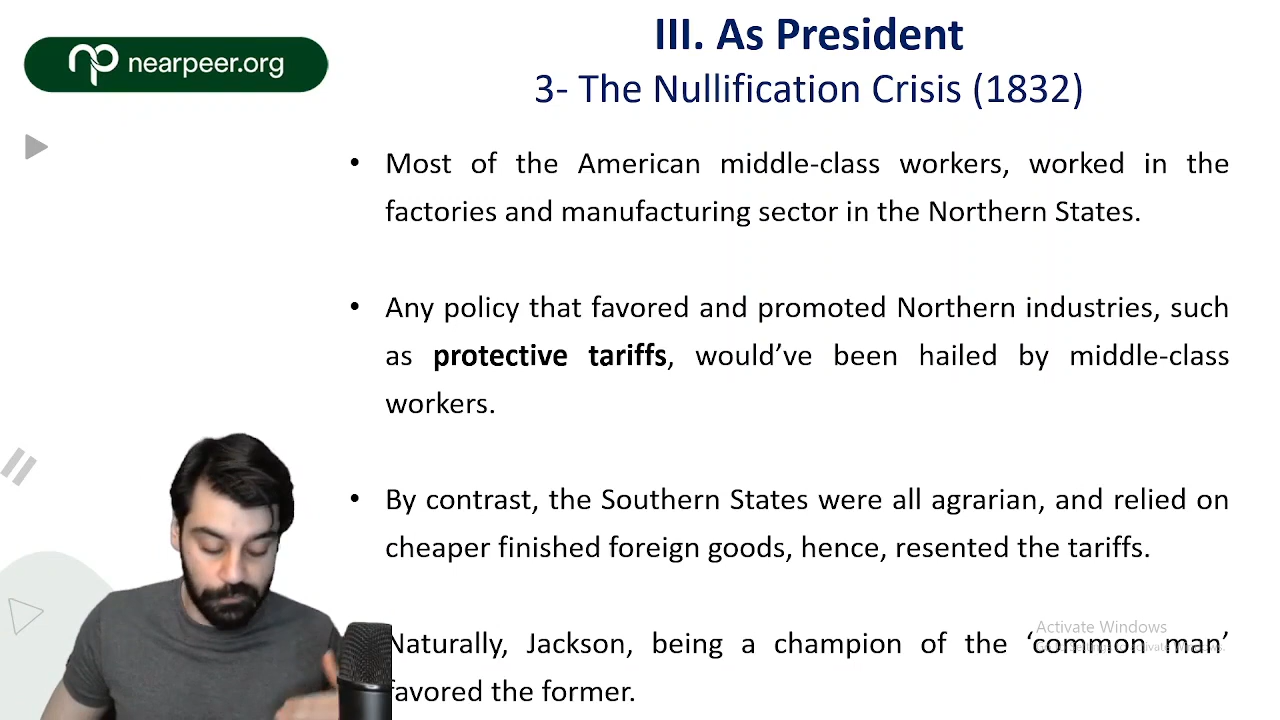 nearpeer.org
III. As President
3- The Nullification Crisis (1832)
• Most of the American middle-class workers, worked in the
factories and manufacturing sector in the Northern States.
• Any policy that favored and promoted Northern industries, such
as protective tariffs, would’ve been hailed by middle-class
workers.
• By contrast, the Southern States were all agrarian, and relied on
cheaper finished foreign goods, hence, resented the tariffs.
Naturally, Jackson, being a champion of the ‘common man’
favored the former.
Activate Windows